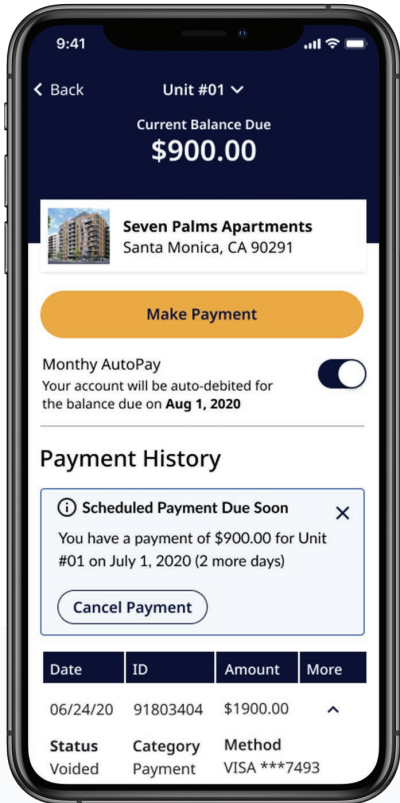 9:41
Back
Unit #01
Current Balance Due
$900.00
Seven Palms Apartments
Santa Monica, CA 90291
Make Payment
Monthy AutoPay
Your account will be auto-debited for
the balance due on Aug 1, 2020
Payment History
Scheduled Payment Due Soon
You have a payment of $900.00 for Unit
#01 on July 1, 2020 (2 more days)
Cancel Payment
Date ID Amount More
06/24/20 91803404 $1900.00
Status Category Method
Voided Payment VISA ***7493